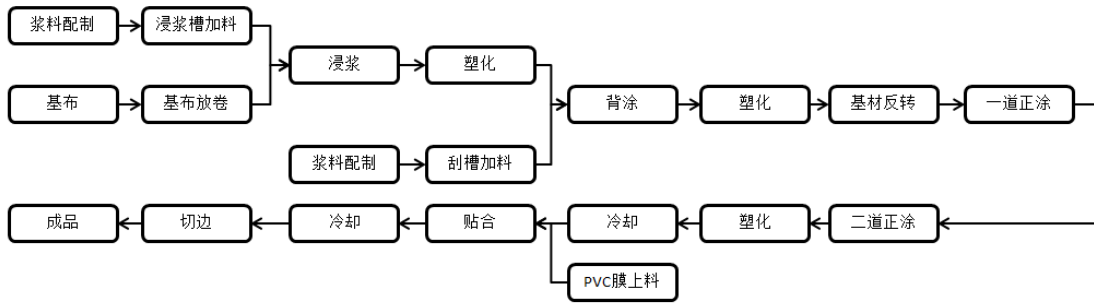 浆料配制
浸浆槽加料
浸浆
塑化
基布
基布放卷
背涂
塑化
基材反转
一道正涂
浆料配制
刮槽加料
成品
切边
冷却
贴合
冷却
塑化
二道正涂
PVC膜上料